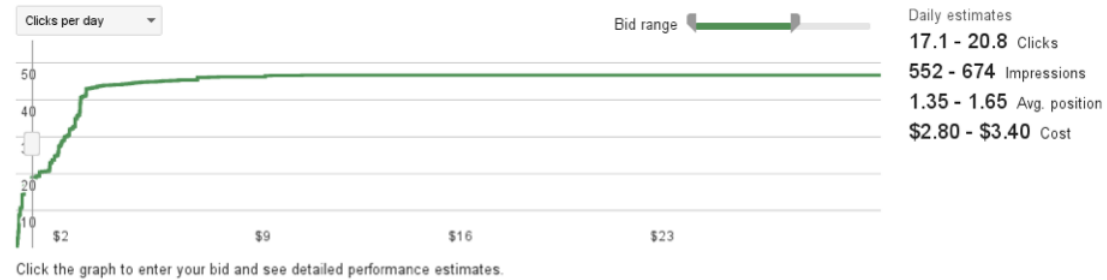 Clicks per day
Bid range
Daily estimates
17.1 - 20.8 Clicks
552 - 674 Impressions
1.35 - 1.65 Avg. position
$2.80 - $3.40 Cost
50
40
20
10
$2 $9 $16 $23
Click the graph to enter your bid and see detailed performance estimates.